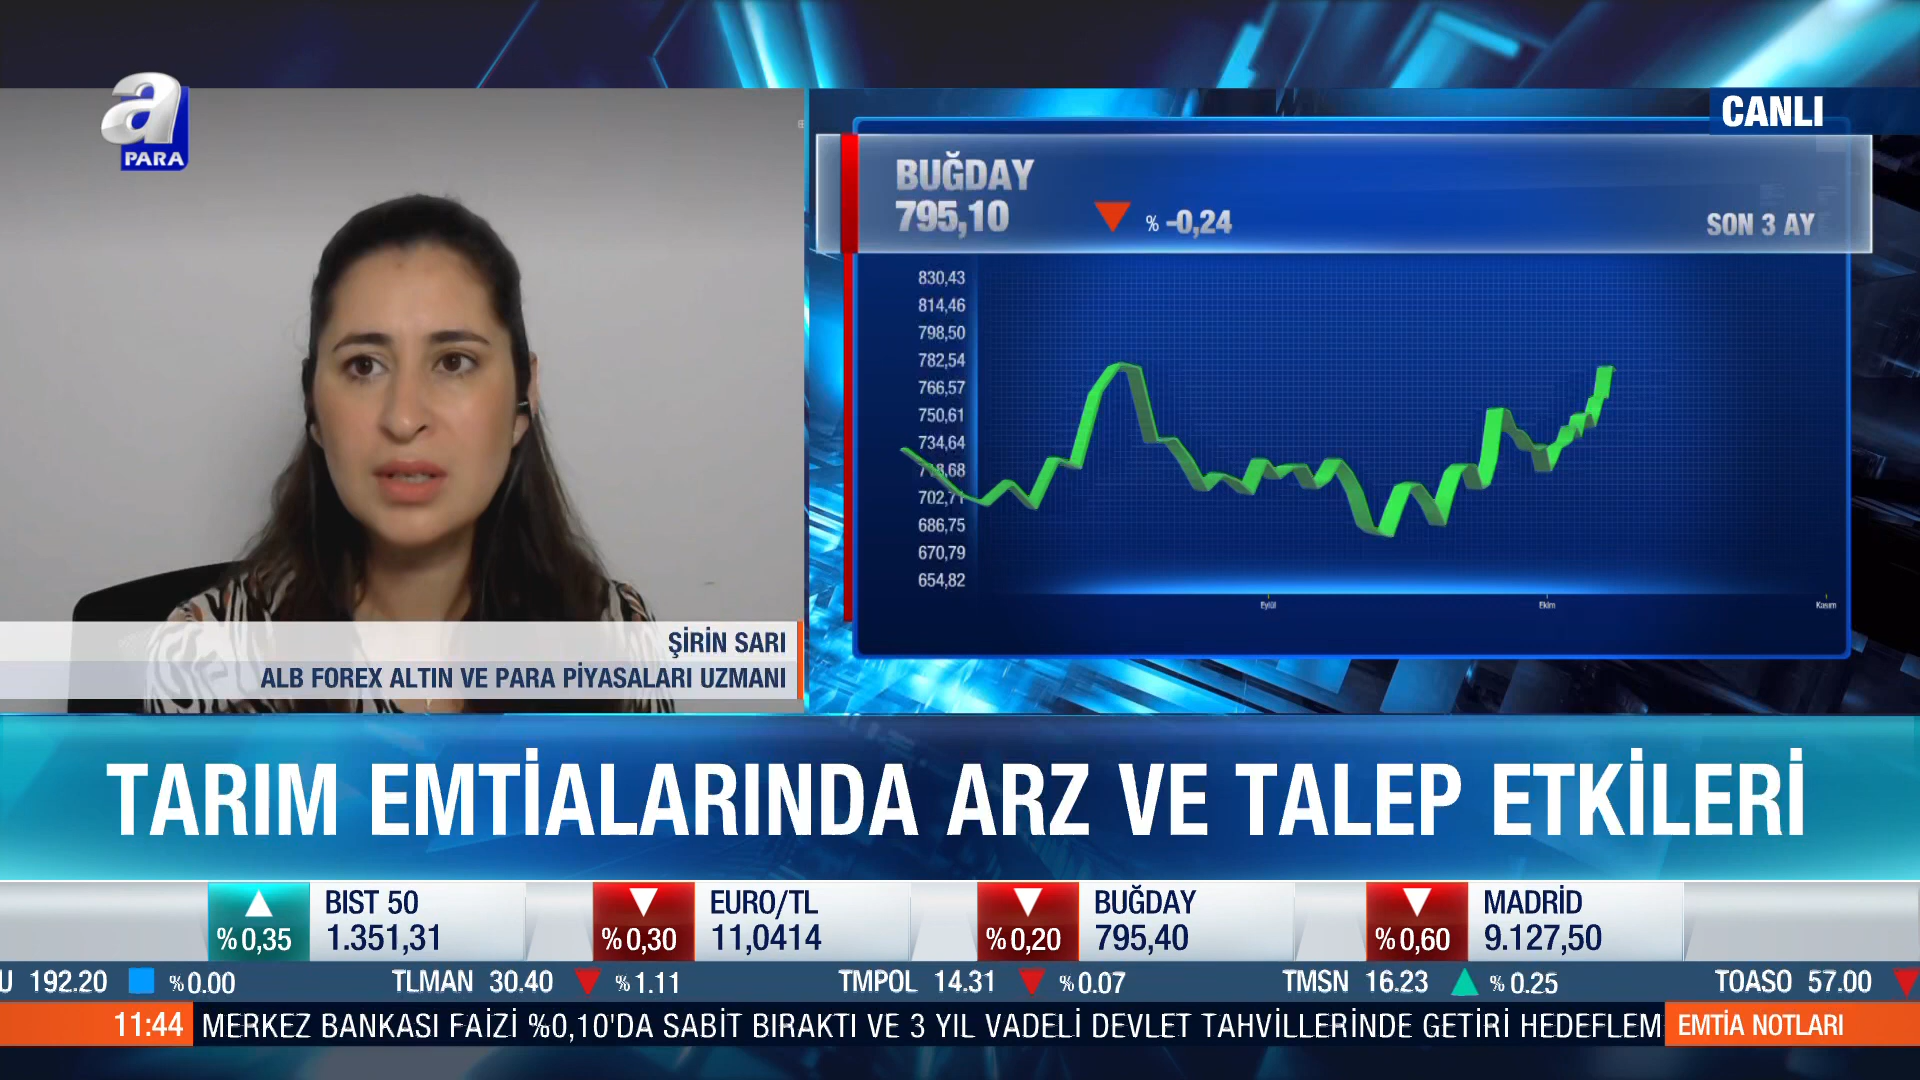 a
PARA
CANLI
BUĞDAY
795,10
% -0,24
SON 3 AY
830,43
814,46
798,50
782,54
766,57
750,61
734,64
718,68
702,71
686,75
670,79
654,82
Eylül
Ekim
Kasım
ŞİRİN SARI
ALB FOREX ALTIN VE PARA PİYASALARI UZMANI
TARIM EMTİALARINDA ARZ VE TALEP ETKİLERİ
%0,35 BIST 50 1.351,31
%0,30 EURO/TL 11,0414
%0,20 BUĞDAY 795,40
%0,60 MADRİD 9.127,50
U 192.20 %0.00 TLMAN 30.40 %1.11 TMPOL 14.31 %0.07 TMSN 16.23 %0.25 TOASO 57.00
11:44 MERKEZ BANKASI FAİZİ %0,10'DA SABİT BIRAKTI VE 3 YIL VADELİ DEVLET TAHVİLLERİNDE GETİRİ HEDEFLEM EMTİA NOTLARI